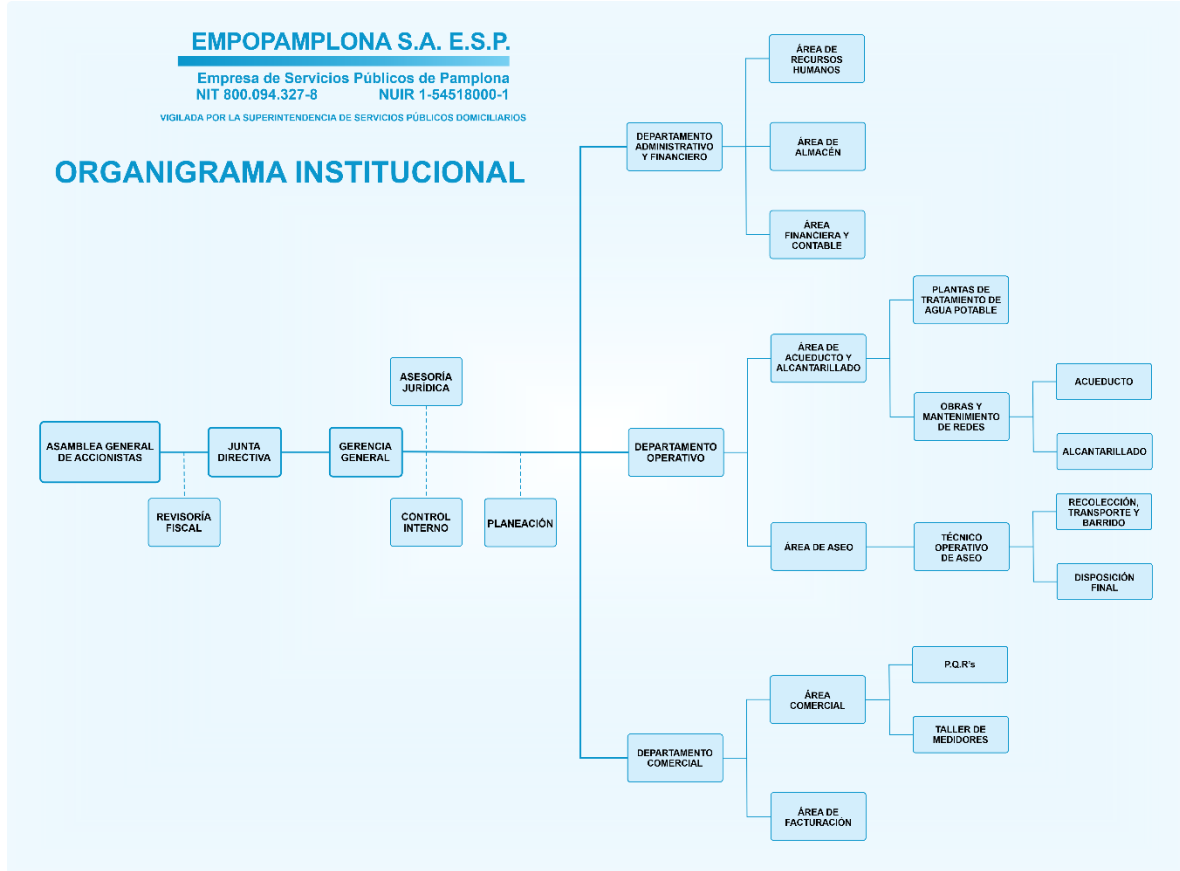 EMPOPAMPLONA S.A. E.S.P.
Empresa de Servicios Públicos de Pamplona
NIT 800.094.327-8 NUIR 1-54518000-1
VIGILADA POR LA SUPERINTENDENCIA DE SERVICIOS PÚBLICOS DOMICILIARIOS
ORGANIGRAMA INSTITUCIONAL
ASAMBLEA GENERAL
DE ACCIONISTAS
REVISORÍA
FISCAL
JUNTA
DIRECTIVA
GERENCIA
GENERAL
ASESORÍA
JURÍDICA
CONTROL
INTERNO
PLANEACIÓN
DEPARTAMENTO
ADMINISTRATIVO
Y FINANCIERO
ÁREA DE
RECURSOS
HUMANOS
ÁREA DE
ALMACÉN
ÁREA
FINANCIERA Y
CONTABLE
DEPARTAMENTO
OPERATIVO
ÁREA DE
ACUEDUCTO Y
ALCANTARILLADO
PLANTAS DE
TRATAMIENTO DE
AGUA POTABLE
OBRAS Y
MANTENIMIENTO
DE REDES
ACUEDUCTO
ALCANTARILLADO
ÁREA DE ASEO
TÉCNICO
OPERATIVO
DE ASEO
RECOLECCIÓN,
TRANSPORTE Y
BARRIDO
DISPOSICIÓN
FINAL
DEPARTAMENTO
COMERCIAL
ÁREA
COMERCIAL
P.Q.R's
TALLER DE
MEDIDORES
ÁREA DE
FACTURACIÓN